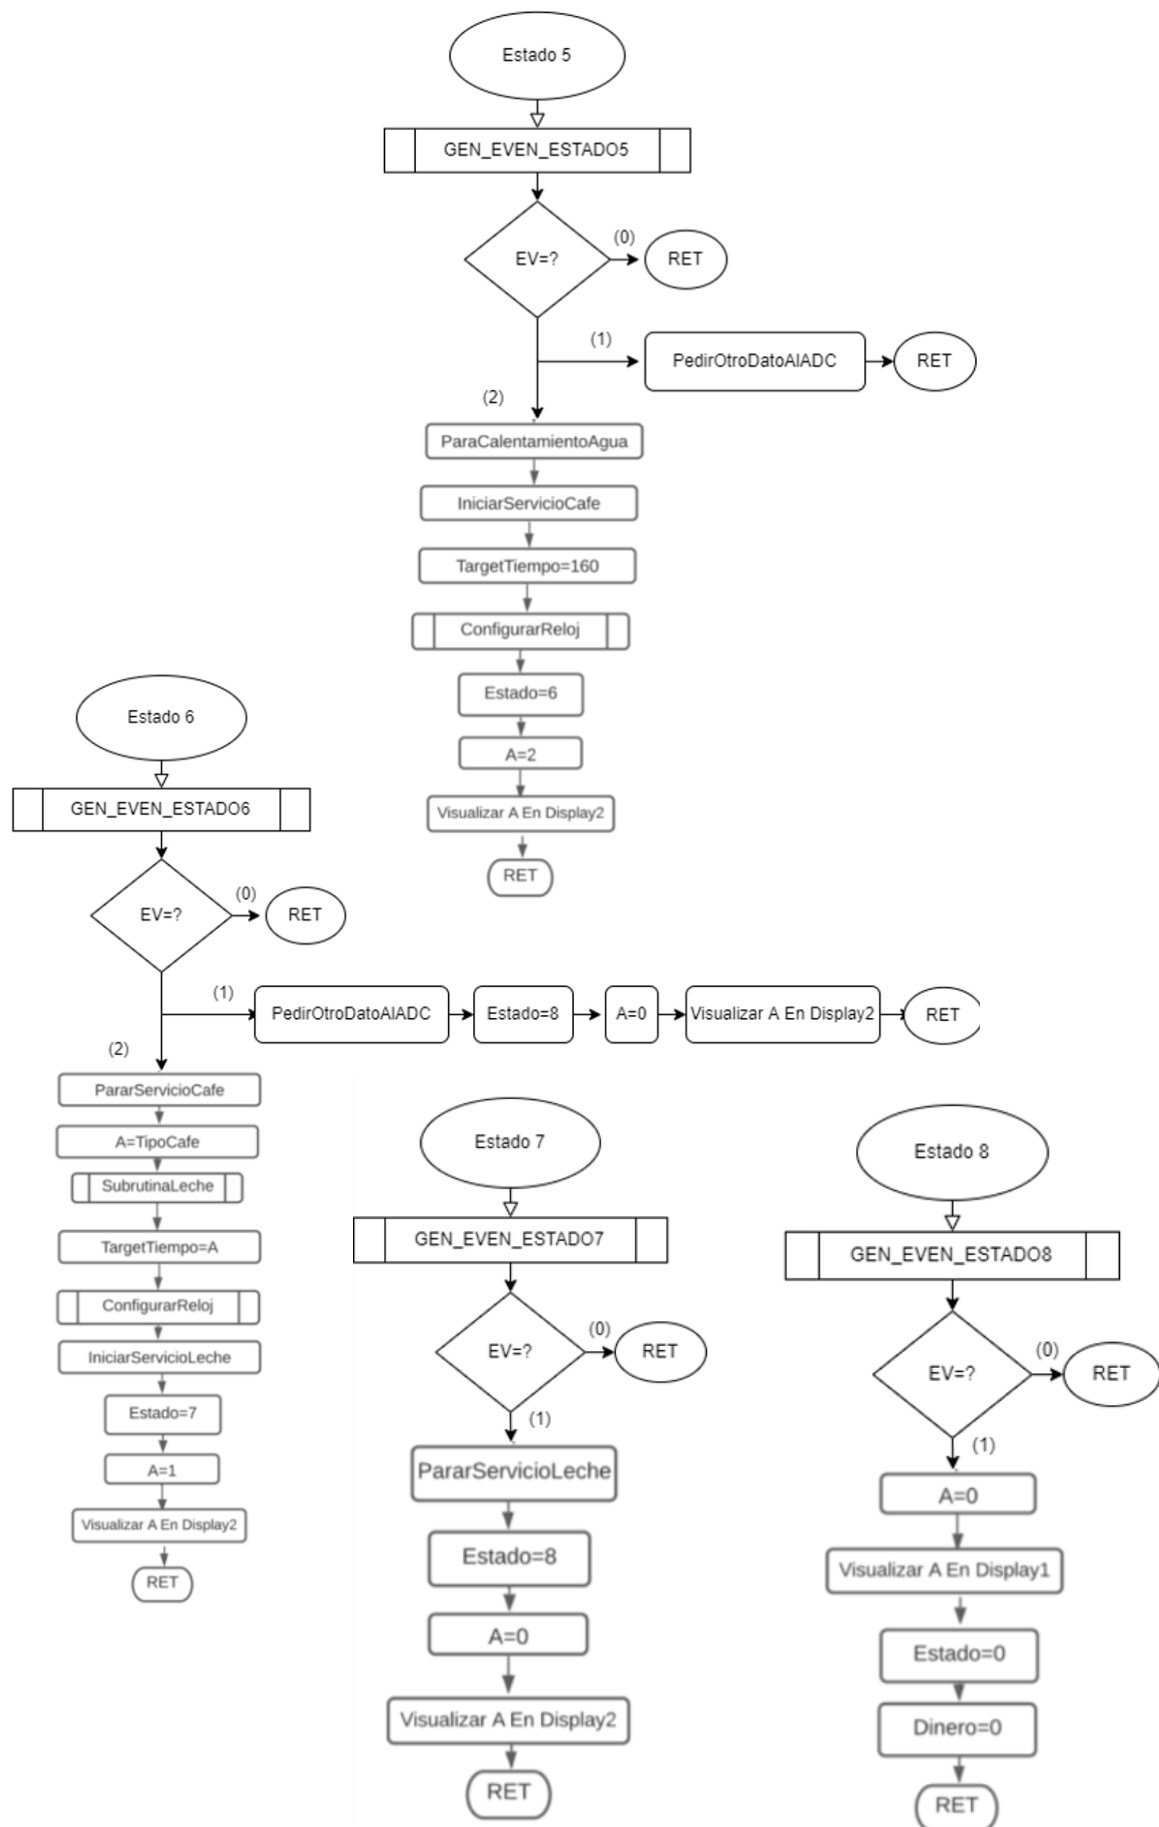 Estado 5
GEN_EVEN_ESTADO5
EV=?
(0)
RET
(1)
PedirOtroDatoAlADC
RET
(2)
ParaCalentamientoAgua
IniciarServicioCafe
TargetTiempo=160
ConfigurarReloj
Estado=6
A=2
Visualizar A En Display2
RET
Estado 6
GEN_EVEN_ESTADO6
EV=?
(0)
RET
(1)
PedirOtroDatoAlADC
Estado=8
A=0
Visualizar A En Display2
RET
(2)
PararServicioCafe
A=TipoCafe
SubrutinaLeche
TargetTiempo=A
ConfigurarReloj
IniciarServicioLeche
Estado=7
A=1
Visualizar A En Display2
RET
Estado 7
GEN_EVEN_ESTADO7
EV=?
(0)
RET
(1)
PararServicioLeche
Estado=8
A=0
Visualizar A En Display2
RET
Estado 8
GEN_EVEN_ESTADO8
EV=?
(0)
RET
(1)
A=0
Visualizar A En Display1
Estado=0
Dinero=0
RET